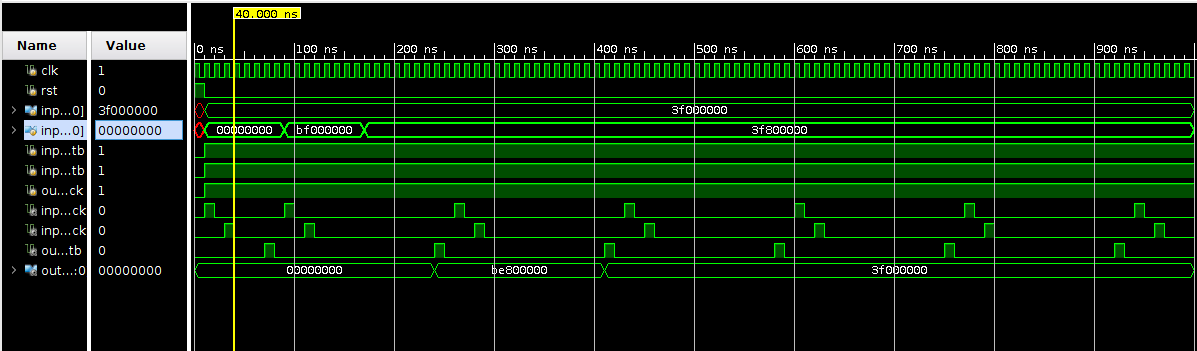 40.000 ns
Name Value
0 ns 100 ns 200 ns 300 ns 400 ns 500 ns 600 ns 700 ns 800 ns 900 ns
clk 1
rst 0
inp...0] 3f000000 3f000000
inp...0] 00000000 00000000 bf000000 3f800000
inp...tb 1
inp...tb 1
ou...ck 1
inp...ck 0
inp...ck 0
ou...tb 0
out...:0 00000000 00000000 be800000 3f000000